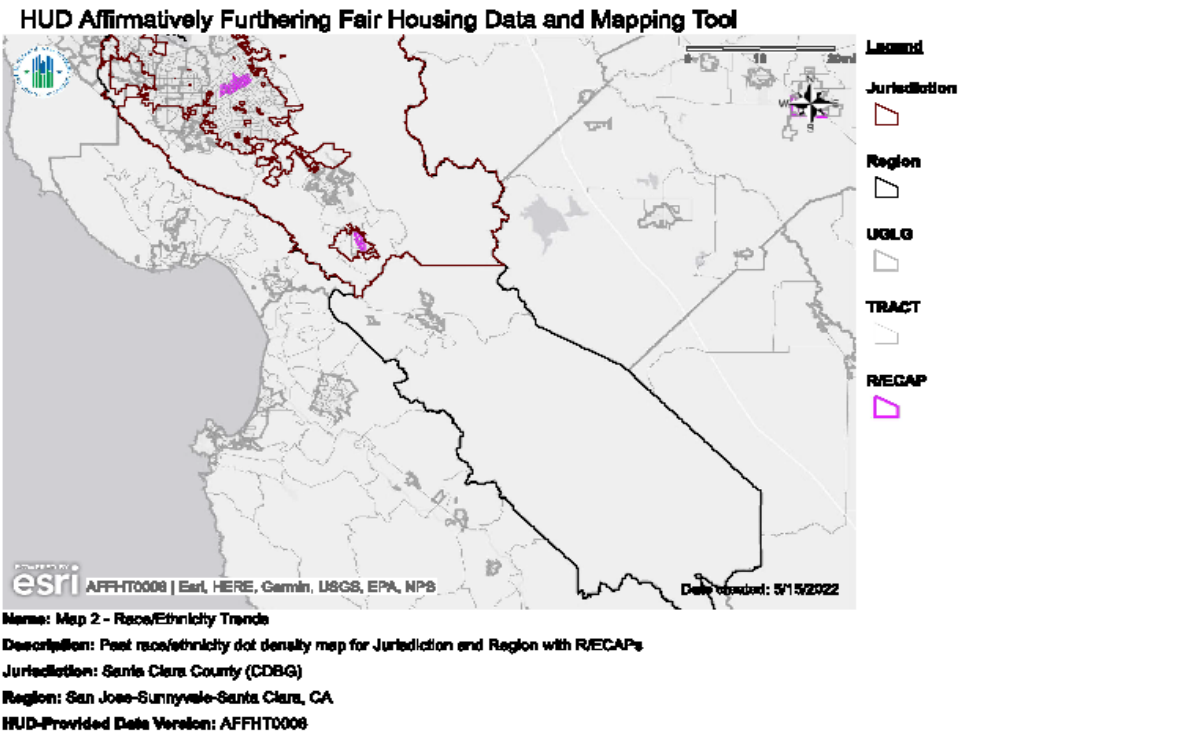 HUD Affirmatively Furthering Fair Housing Data and Mapping Tool
Legend
Jurisdiction
Region
UGLG
TRACT
R/ECAP
N
W
S
POWERED BY
esri
AFFHT0006 | Esri, HERE, Garmin, USGS, EPA, NPS
Date created: 5/15/2022
Name: Map 2 - Race/Ethnicity Trends
Description: Past race/ethnicity dot density map for Jurisdiction and Region with R/ECAPs
Jurisdiction: Santa Clara County (CDBG)
Region: San Jose-Sunnyvale-Santa Clara, CA
HUD-Provided Data Version: AFFHT0006